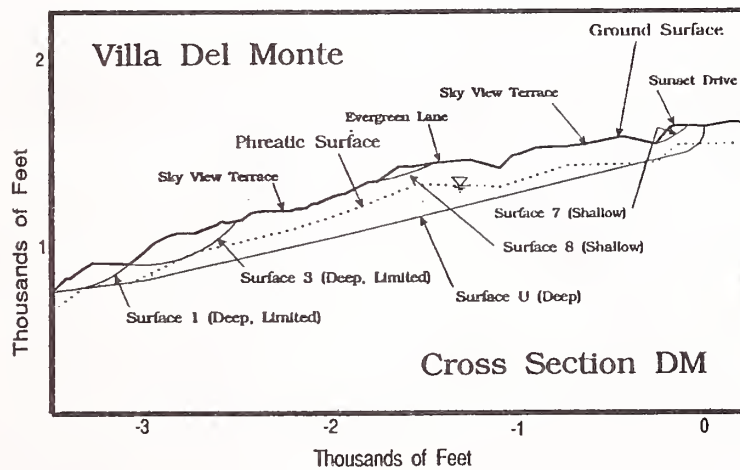 Villa Del Monte
Ground Surface
Sunset Drive
Sky View Terrace
Evergreen Lane
Phreatic Surface
Sky View Terrace
Surface 7 (Shallow)
Surface 8 (Shallow)
Surface 3 (Deep, Limited)
Surface U (Deep)
Surface 1 (Deep, Limited)
Cross Section DM
2
1
Thousands of Feet
-3
-2
-1
0
Thousands of Feet